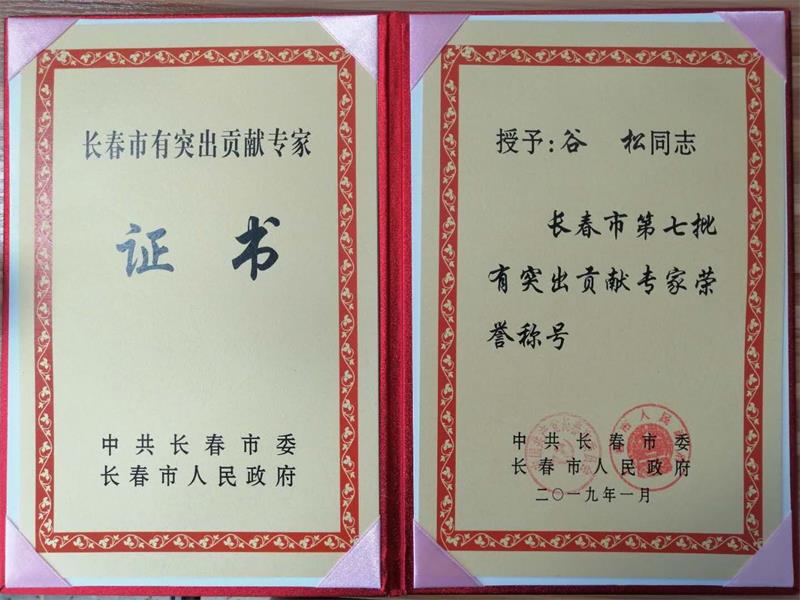 长春市有突出贡献专家
证 书
中共长春市委
长春市人民政府
授予:谷 松同志
长春市第七批
有突出贡献专家荣
誉称号
中共长春市委
长春市人民政府
二〇一九年一月